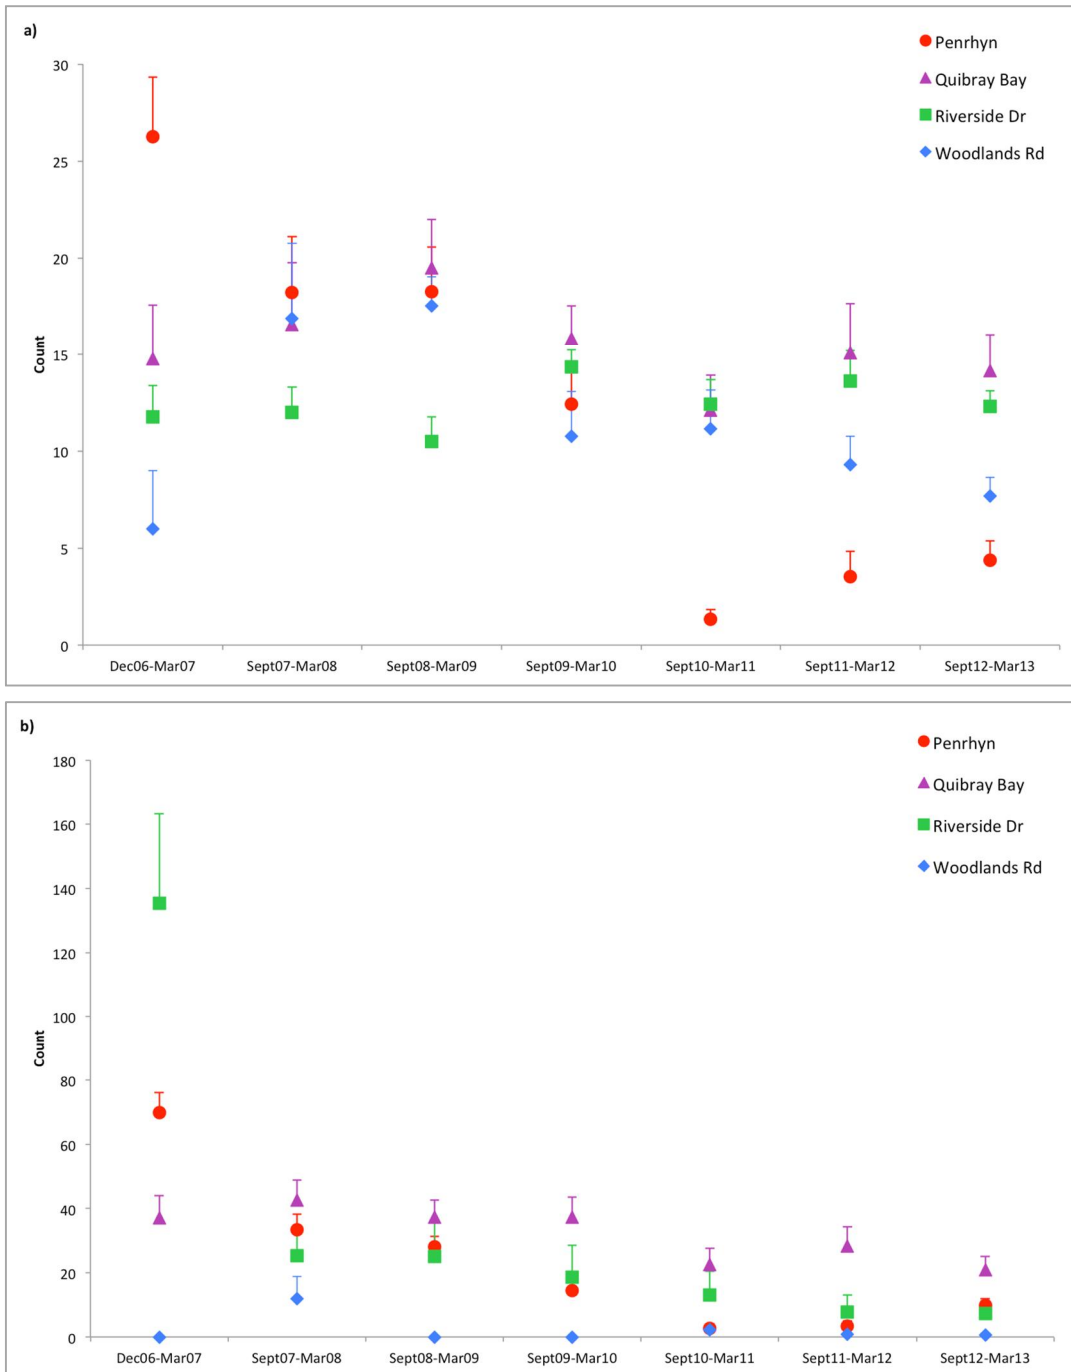 a)
Penrhyn
Quibray Bay
Riverside Dr
Woodlands Rd
30
25
20
15
10
5
0
Count
Dec06-Mar07 Sept07-Mar08 Sept08-Mar09 Sept09-Mar10 Sept10-Mar11 Sept11-Mar12 Sept12-Mar13
b)
Penrhyn
Quibray Bay
Riverside Dr
Woodlands Rd
180
160
140
120
100
80
60
40
20
0
Count
Dec06-Mar07 Sept07-Mar08 Sept08-Mar09 Sept09-Mar10 Sept10-Mar11 Sept11-Mar12 Sept12-Mar13